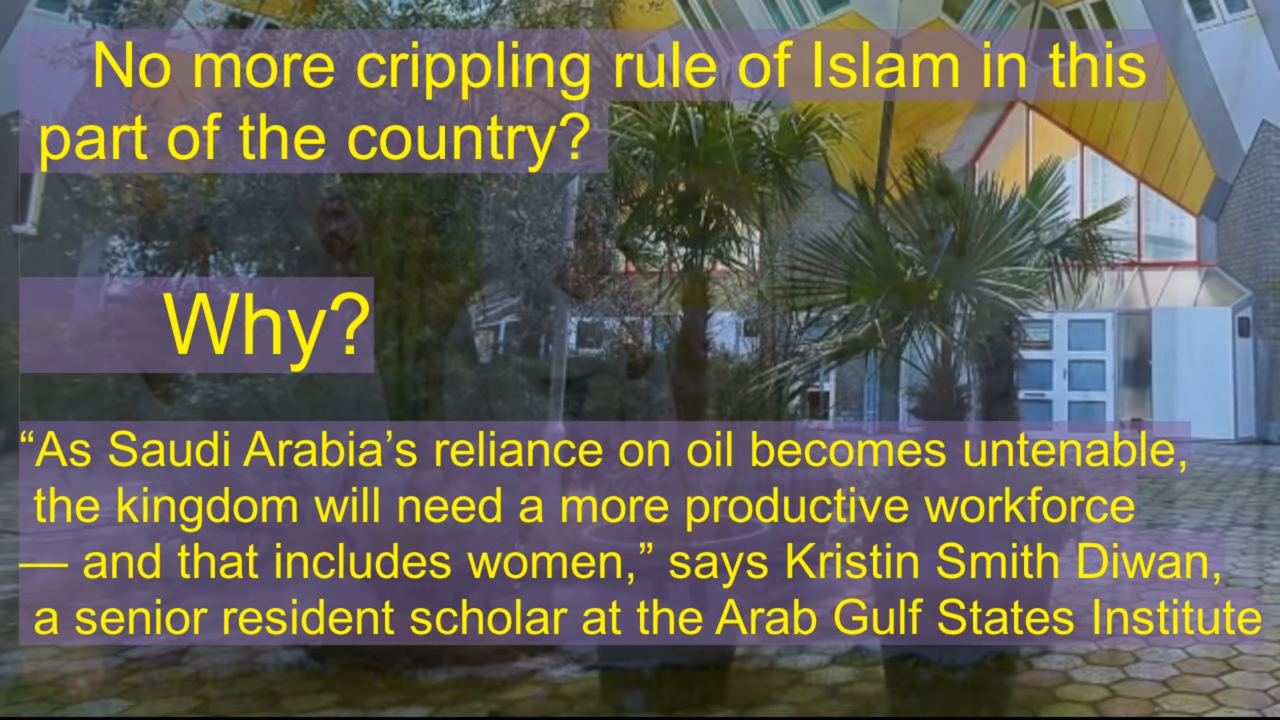 No more crippling rule of Islam in this
part of the country?
Why?
“As Saudi Arabia’s reliance on oil becomes untenable,
the kingdom will need a more productive workforce
— and that includes women,” says Kristin Smith Diwan,
a senior resident scholar at the Arab Gulf States Institute